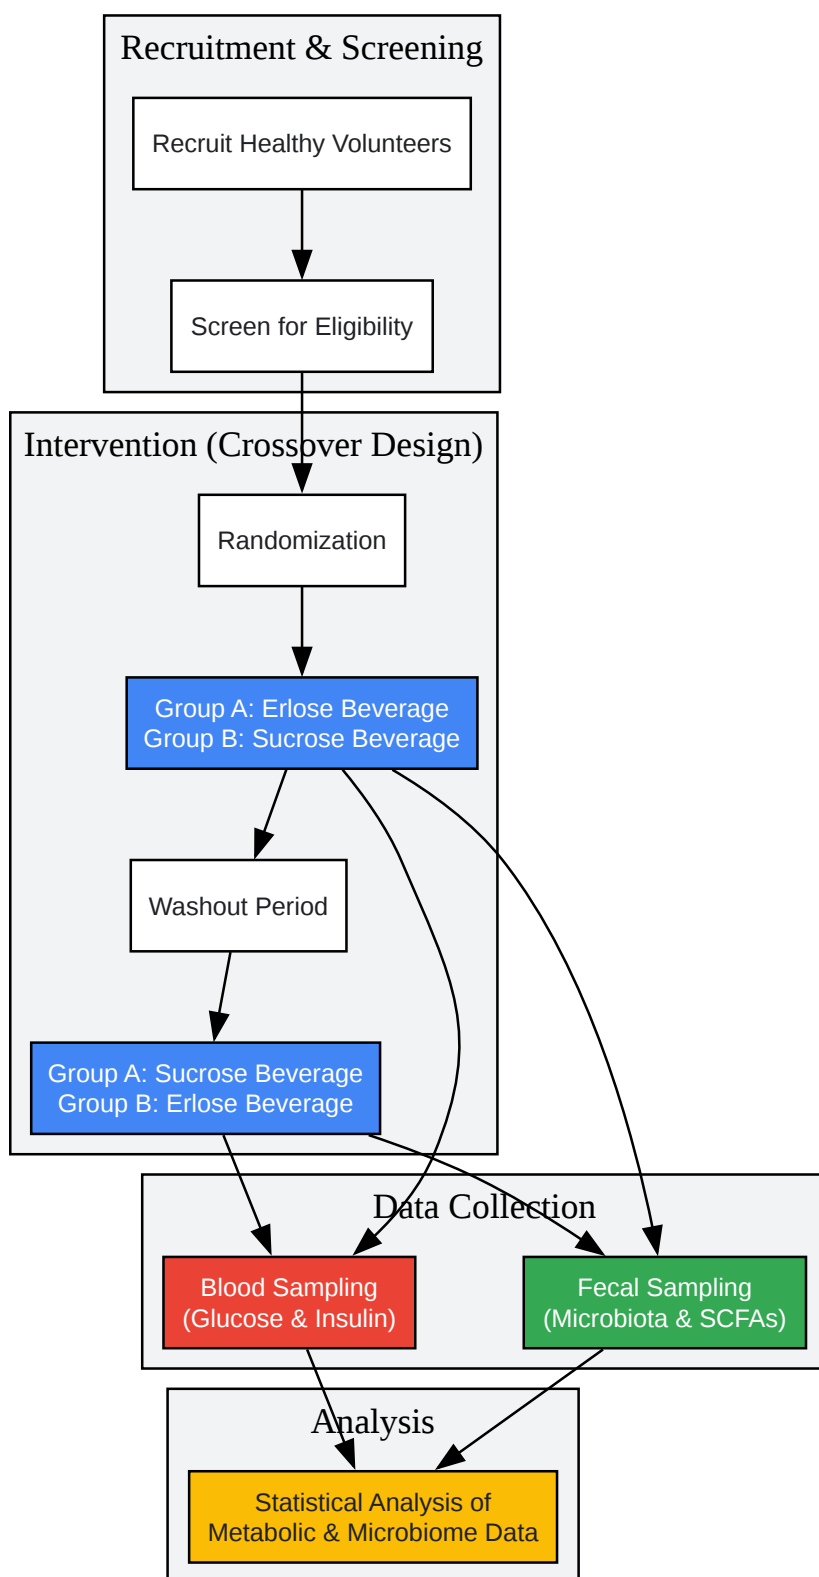 Recruitment & Screening
Recruit Healthy Volunteers
Screen for Eligibility
Intervention (Crossover Design)
Randomization
Group A: Erlose Beverage
Group B: Sucrose Beverage
Washout Period
Group A: Sucrose Beverage
Group B: Erlose Beverage
Data Collection
Blood Sampling
(Glucose & Insulin)
Fecal Sampling
(Microbiota & SCFAs)
Analysis
Statistical Analysis of
Metabolic & Microbiome Data